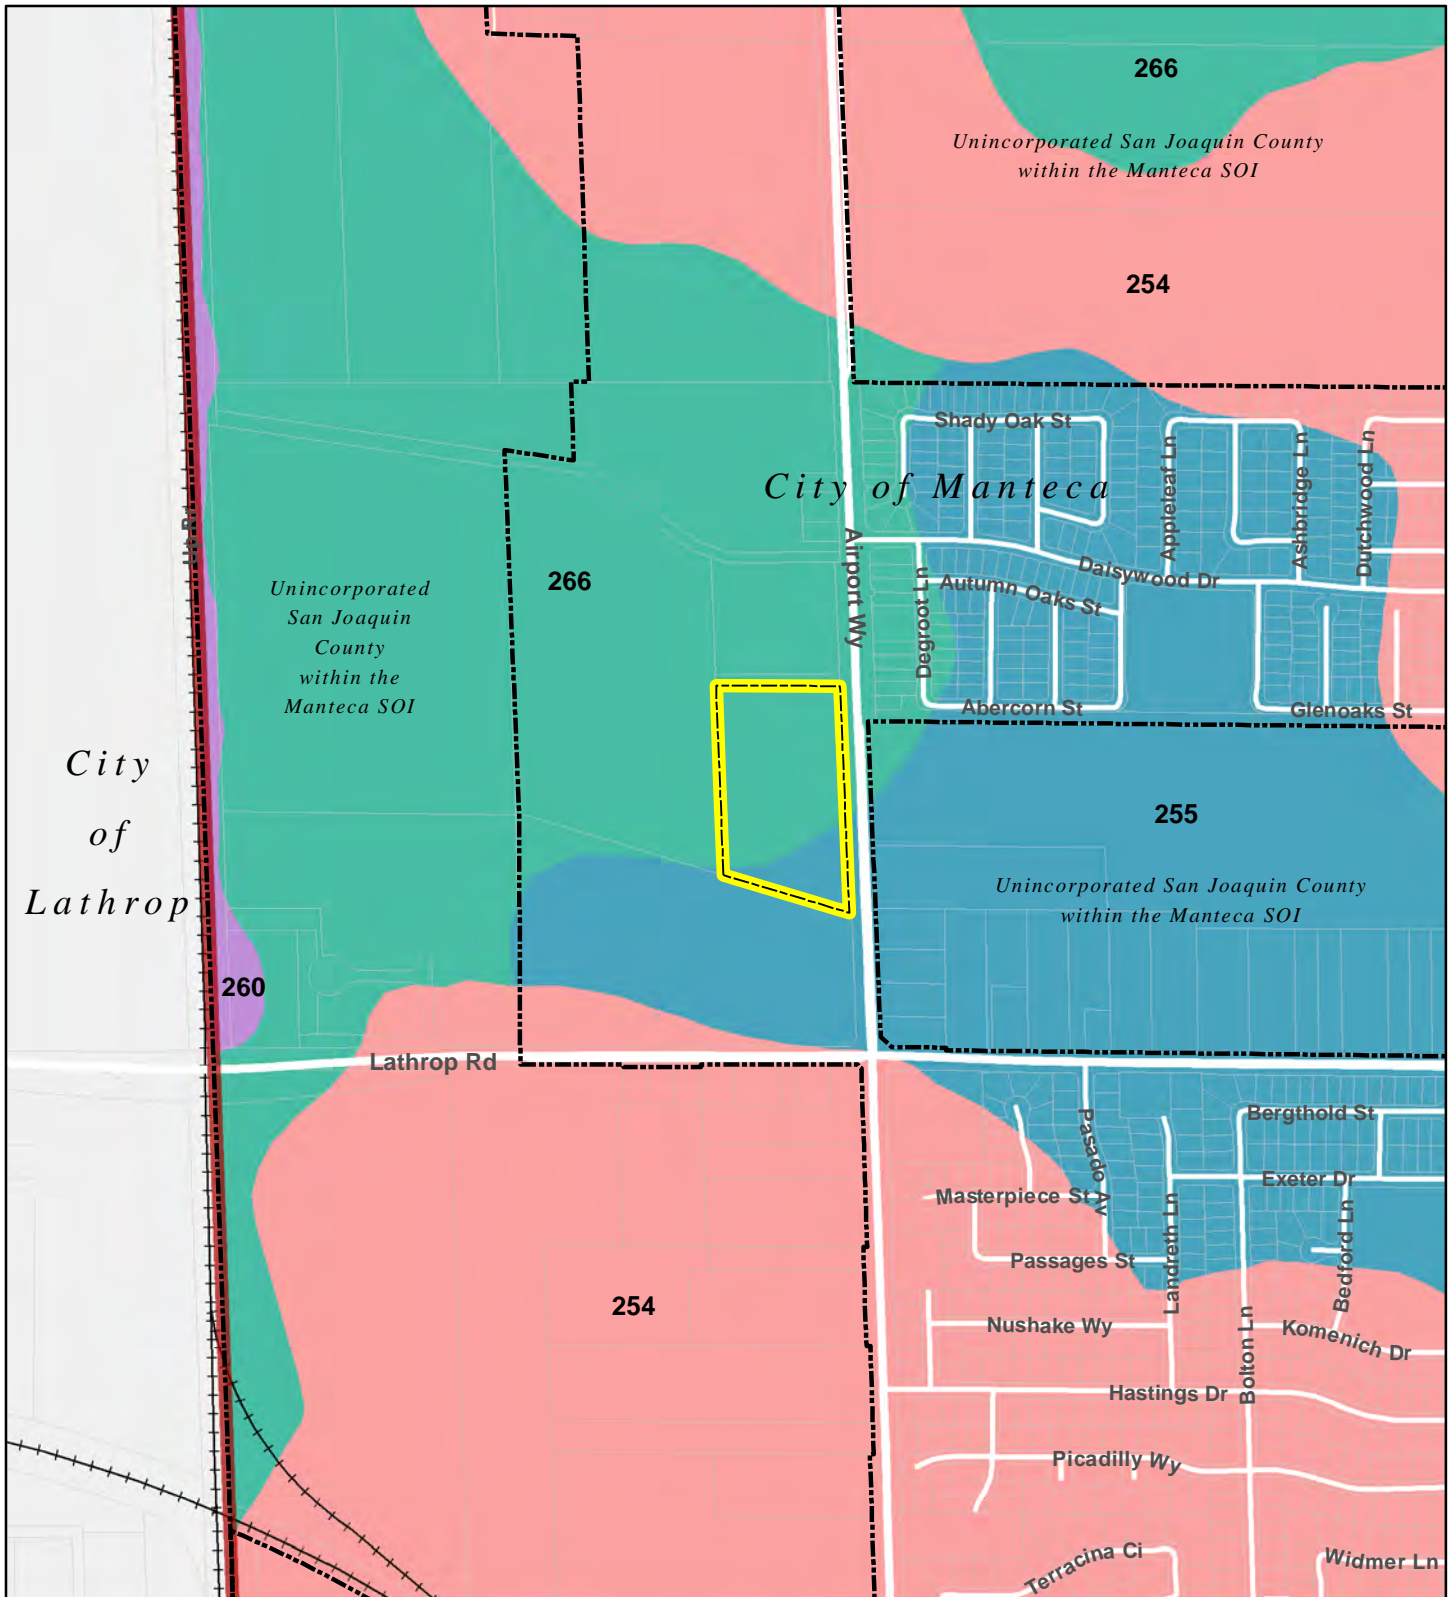 266
Unincorporated San Joaquin County
within the Manteca SOI
254
Shady Oak St
City of Manteca
Appleleaf Ln
Ashbridge Ln
Dutchwood Ln
Airport Wy
Daisywood Dr
Autumn Oaks St
Degroot Ln
266
Unincorporated
San Joaquin
County
within the
Manteca SOI
Abercorn St
Glenoaks St
City
of
Lathrop
255
Unincorporated San Joaquin County
within the Manteca SOI
260
Lathrop Rd
Bergthold St
Pasado Av
Exeter Dr
Masterpiece St
Landreth Ln
Bedford Ln
Passages St
254
Nushake Wy
Bolton Ln
Komenich Dr
Hastings Dr
Picadilly Wy
Terracina Ci
Widmer Ln